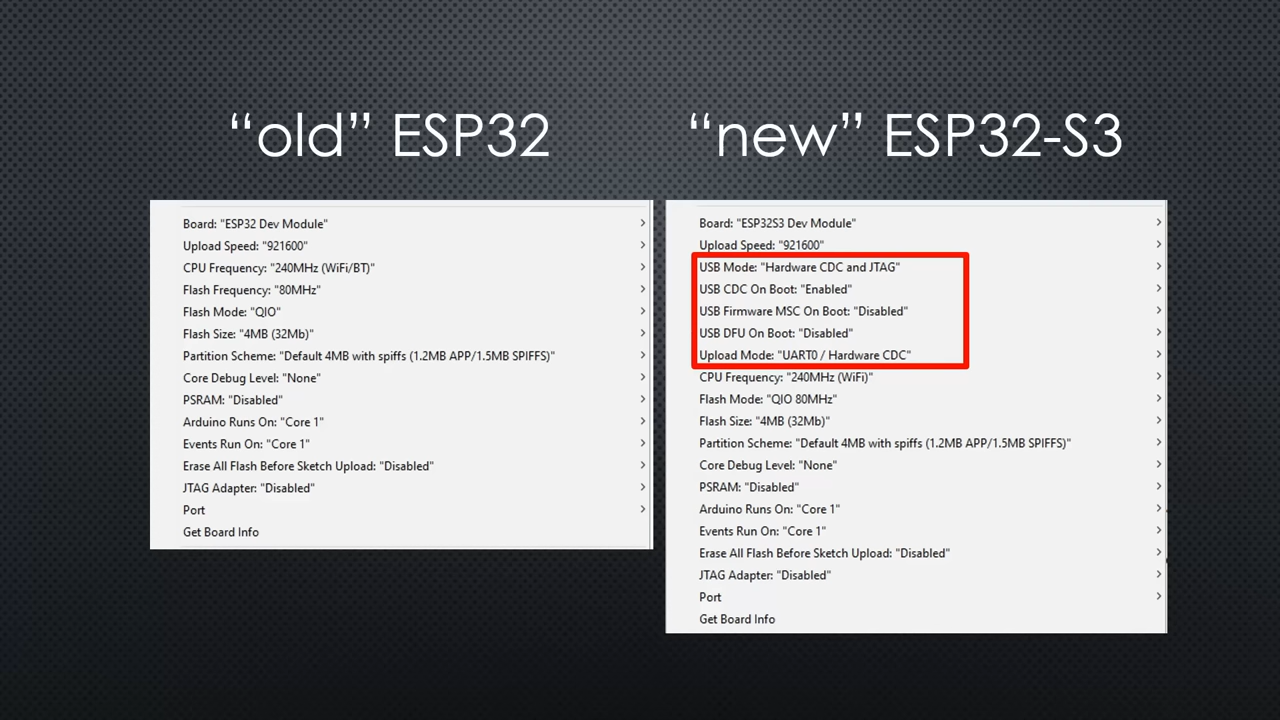 “old” ESP32
Board: "ESP32 Dev Module"
Upload Speed: "921600"
CPU Frequency: "240MHz (WiFi/BT)"
Flash Frequency: "80MHz"
Flash Mode: "QIO"
Flash Size: "4MB (32Mb)"
Partition Scheme: "Default 4MB with spiffs (1.2MB APP/1.5MB SPIFFS)"
Core Debug Level: "None"
PSRAM: "Disabled"
Arduino Runs On: "Core 1"
Events Run On: "Core 1"
Erase All Flash Before Sketch Upload: "Disabled"
JTAG Adapter: "Disabled"
Port
Get Board Info
“new” ESP32-S3
Board: "ESP32S3 Dev Module"
Upload Speed: "921600"
USB Mode: "Hardware CDC and JTAG"
USB CDC On Boot: "Enabled"
USB Firmware MSC On Boot: "Disabled"
USB DFU On Boot: "Disabled"
Upload Mode: "UART0 / Hardware CDC"
CPU Frequency: "240MHz (WiFi)"
Flash Mode: "QIO 80MHz"
Flash Size: "4MB (32Mb)"
Partition Scheme: "Default 4MB with spiffs (1.2MB APP/1.5MB SPIFFS)"
Core Debug Level: "None"
PSRAM: "Disabled"
Arduino Runs On: "Core 1"
Events Run On: "Core 1"
Erase All Flash Before Sketch Upload: "Disabled"
JTAG Adapter: "Disabled"
Port
Get Board Info